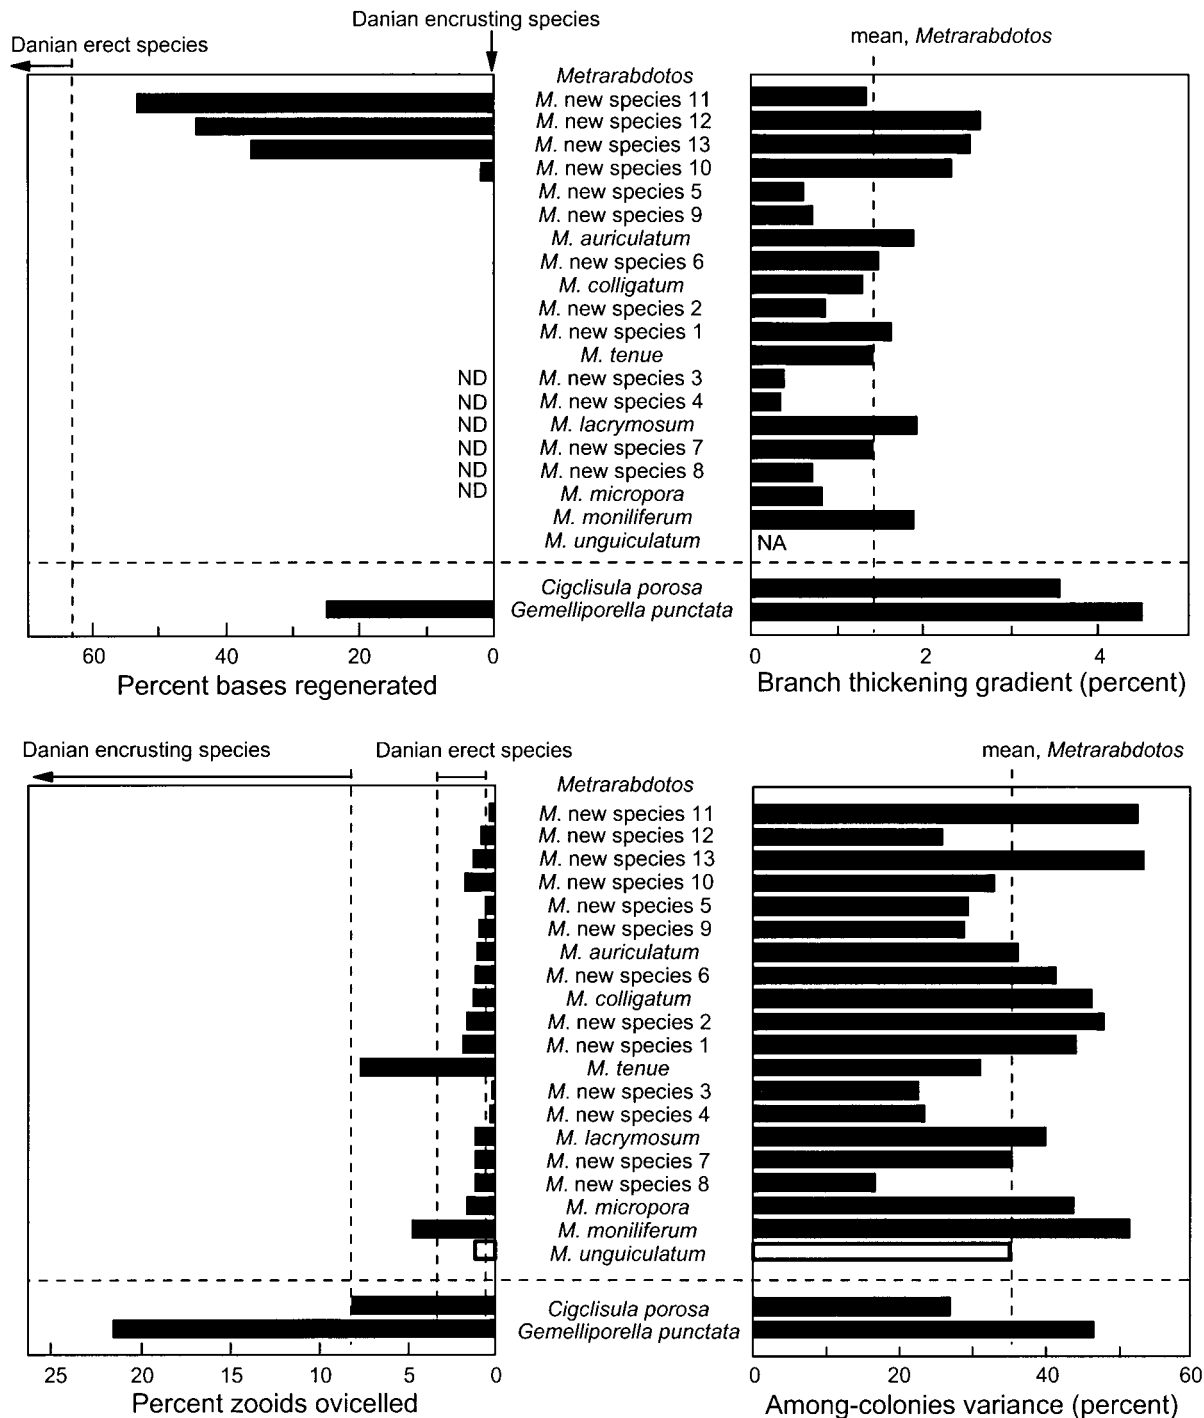 Danian encrusting species
Danian erect species
mean, Metrarabdotos
Metrarabdotos
M. new species 11
M. new species 12
M. new species 13
M. new species 10
M. new species 5
M. new species 9
M. auriculatum
M. new species 6
M. colligatum
M. new species 2
M. new species 1
M. tenue
ND M. new species 3
ND M. new species 4
ND M. lacrymosum
ND M. new species 7
ND M. new species 8
ND M. micropora
M. moniliferum
M. unguiculatum NA
Cigclisula porosa
Gemelliporella punctata
60 40 20 0
0 2 4
Percent bases regenerated
Branch thickening gradient (percent)
Danian encrusting species
Danian erect species
mean, Metrarabdotos
Metrarabdotos
M. new species 11
M. new species 12
M. new species 13
M. new species 10
M. new species 5
M. new species 9
M. auriculatum
M. new species 6
M. colligatum
M. new species 2
M. new species 1
M. tenue
M. new species 3
M. new species 4
M. lacrymosum
M. new species 7
M. new species 8
M. micropora
M. moniliferum
M. unguiculatum
Cigclisula porosa
Gemelliporella punctata
25 20 15 10 5 0
0 20 40 60
Percent zooids ovicelled
Among-colonies variance (percent)